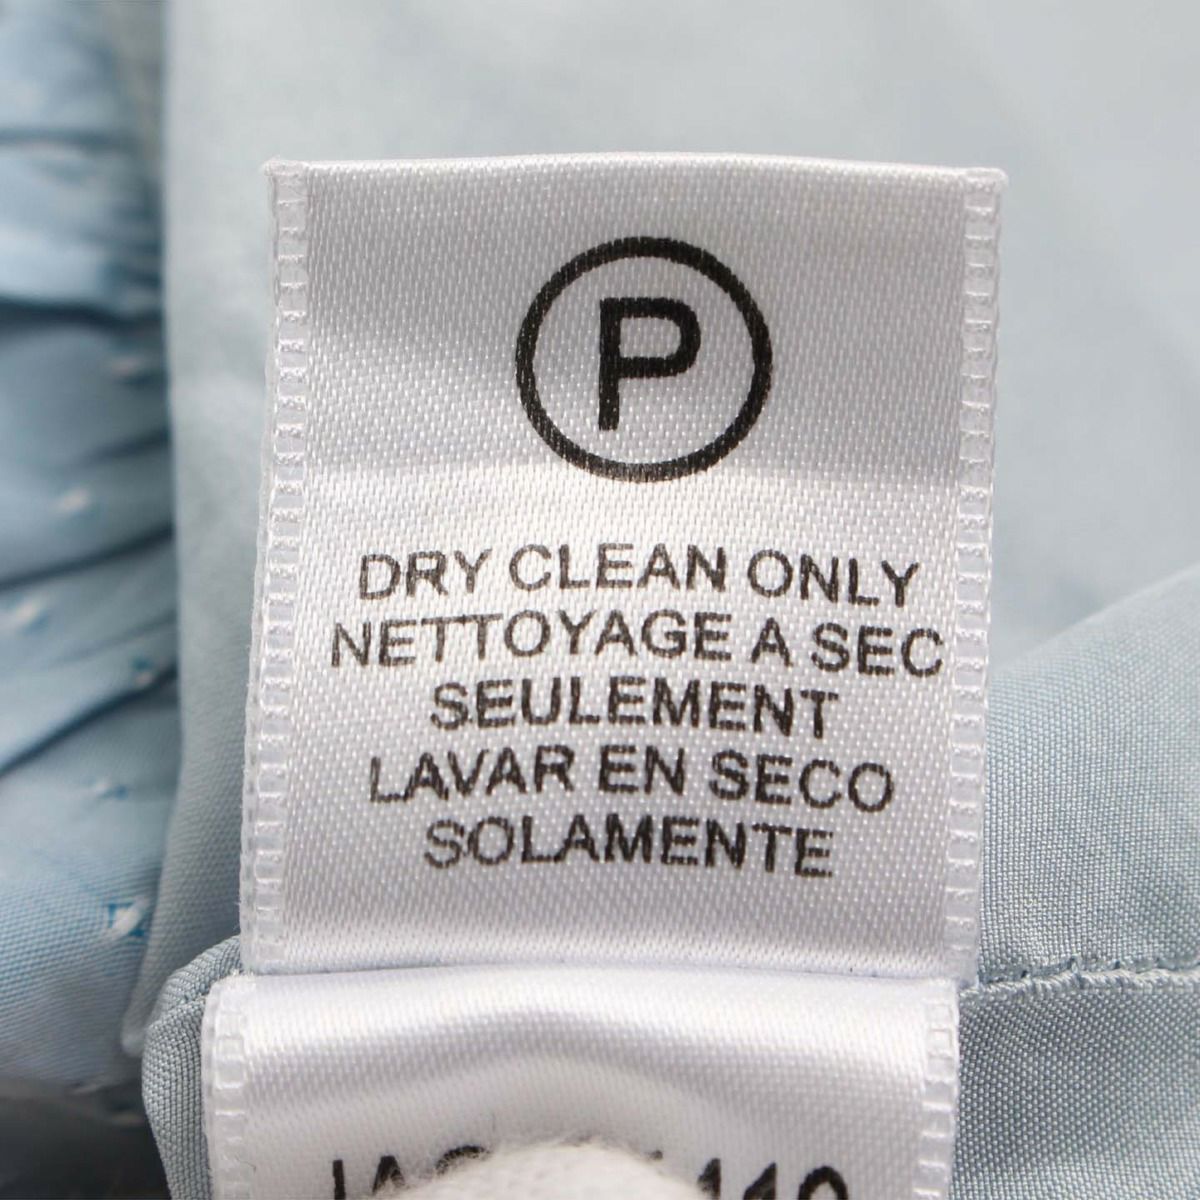 P
DRY CLEAN ONLY
NETTOYAGE A SEC
SEULEMENT
LAVAR EN SECO
SOLAMENTE